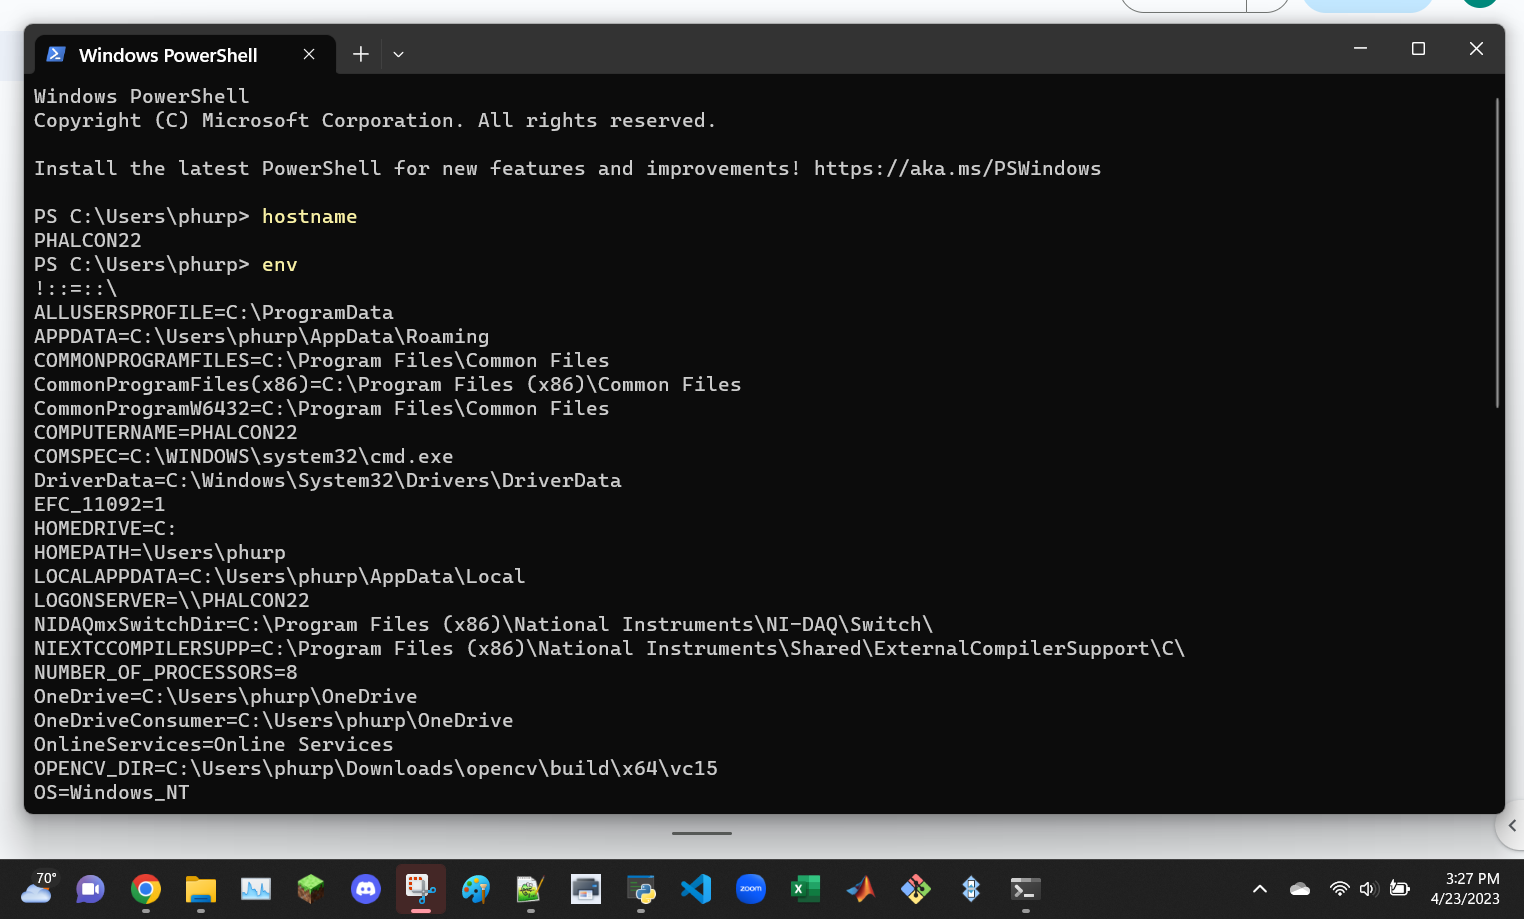 Windows PowerShell
Windows PowerShell
Copyright (C) Microsoft Corporation. All rights reserved.
Install the latest PowerShell for new features and improvements! https://aka.ms/PSWindows
PS C:\Users\phurp> hostname
PHALCON22
PS C:\Users\phurp> env
!::=::\
ALLUSERSPROFILE=C:\ProgramData
APPDATA=C:\Users\phurp\AppData\Roaming
COMMONPROGRAMFILES=C:\Program Files\Common Files
CommonProgramFiles(x86)=C:\Program Files (x86)\Common Files
CommonProgramW6432=C:\Program Files\Common Files
COMPUTERNAME=PHALCON22
COMSPEC=C:\WINDOWS\system32\cmd.exe
DriverData=C:\Windows\System32\Drivers\DriverData
EFC_11092=1
HOMEDRIVE=C:
HOMEPATH=\Users\phurp
LOCALAPPDATA=C:\Users\phurp\AppData\Local
LOGONSERVER=\\PHALCON22
NIDAQmxSwitchDir=C:\Program Files (x86)\National Instruments\NI-DAQ\Switch\
NIEXTCCOMPILERSUPP=C:\Program Files (x86)\National Instruments\Shared\ExternalCompilerSupport\C\
NUMBER_OF_PROCESSORS=8
OneDrive=C:\Users\phurp\OneDrive
OneDriveConsumer=C:\Users\phurp\OneDrive
OnlineServices=Online Services
OPENCV_DIR=C:\Users\phurp\Downloads\opencv\build\x64\vc15
OS=Windows_NT
70°
zoom
3:27 PM
4/23/2023